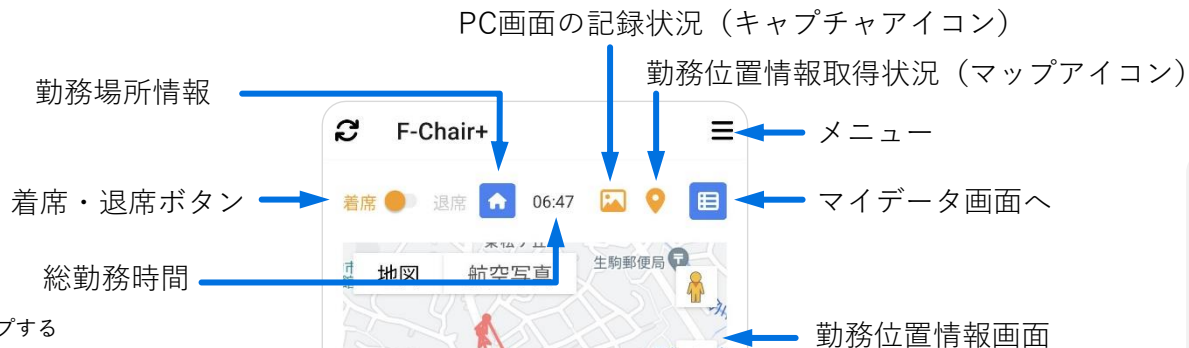 PC画面の記録状況（キャプチャアイコン）
勤務位置情報取得状況（マップアイコン）
勤務場所情報
F-Chair+
メニュー
着席・退席ボタン
着席 退席 06:47
マイデータ画面へ
総勤務時間
地図 航空写真
生駒郵便局
プする
勤務位置情報画面